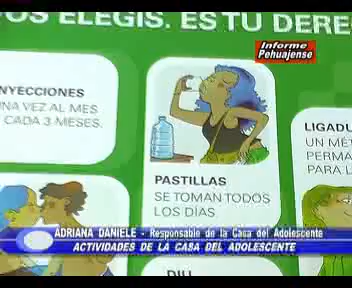 OS ELEGIS. ES TU DERE
Informe
Pehuajense
NYECCIONES
NA VEZ AL MES
CADA 3 MESES.
PASTILLAS
SE TOMAN TODOS
LOS DÍAS
LIGADU
UN MÉT
PERMA
PARA L
DIU
ADRIANA DANIELE - Responsable de la Casa del Adolescente
ACTIVIDADES DE LA CASA DEL ADOLESCENTE